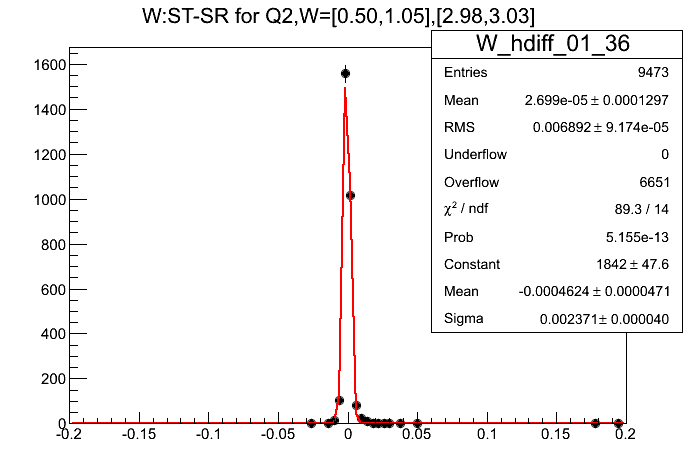 W:ST-SR for Q2,W=[0.50,1.05],[2.98,3.03]
W_hdiff_01_36
Entries 9473
Mean 2.699e-05 ± 0.0001297
RMS 0.006892 ± 9.174e-05
Underflow 0
Overflow 6651
χ² / ndf 89.3 / 14
Prob 5.155e-13
Constant 1842 ± 47.6
Mean -0.0004624 ± 0.0000471
Sigma 0.002371 ± 0.000040
1600
1400
1200
1000
800
600
400
200
0
-0.2 -0.15 -0.1 -0.05 0 0.05 0.1 0.15 0.2